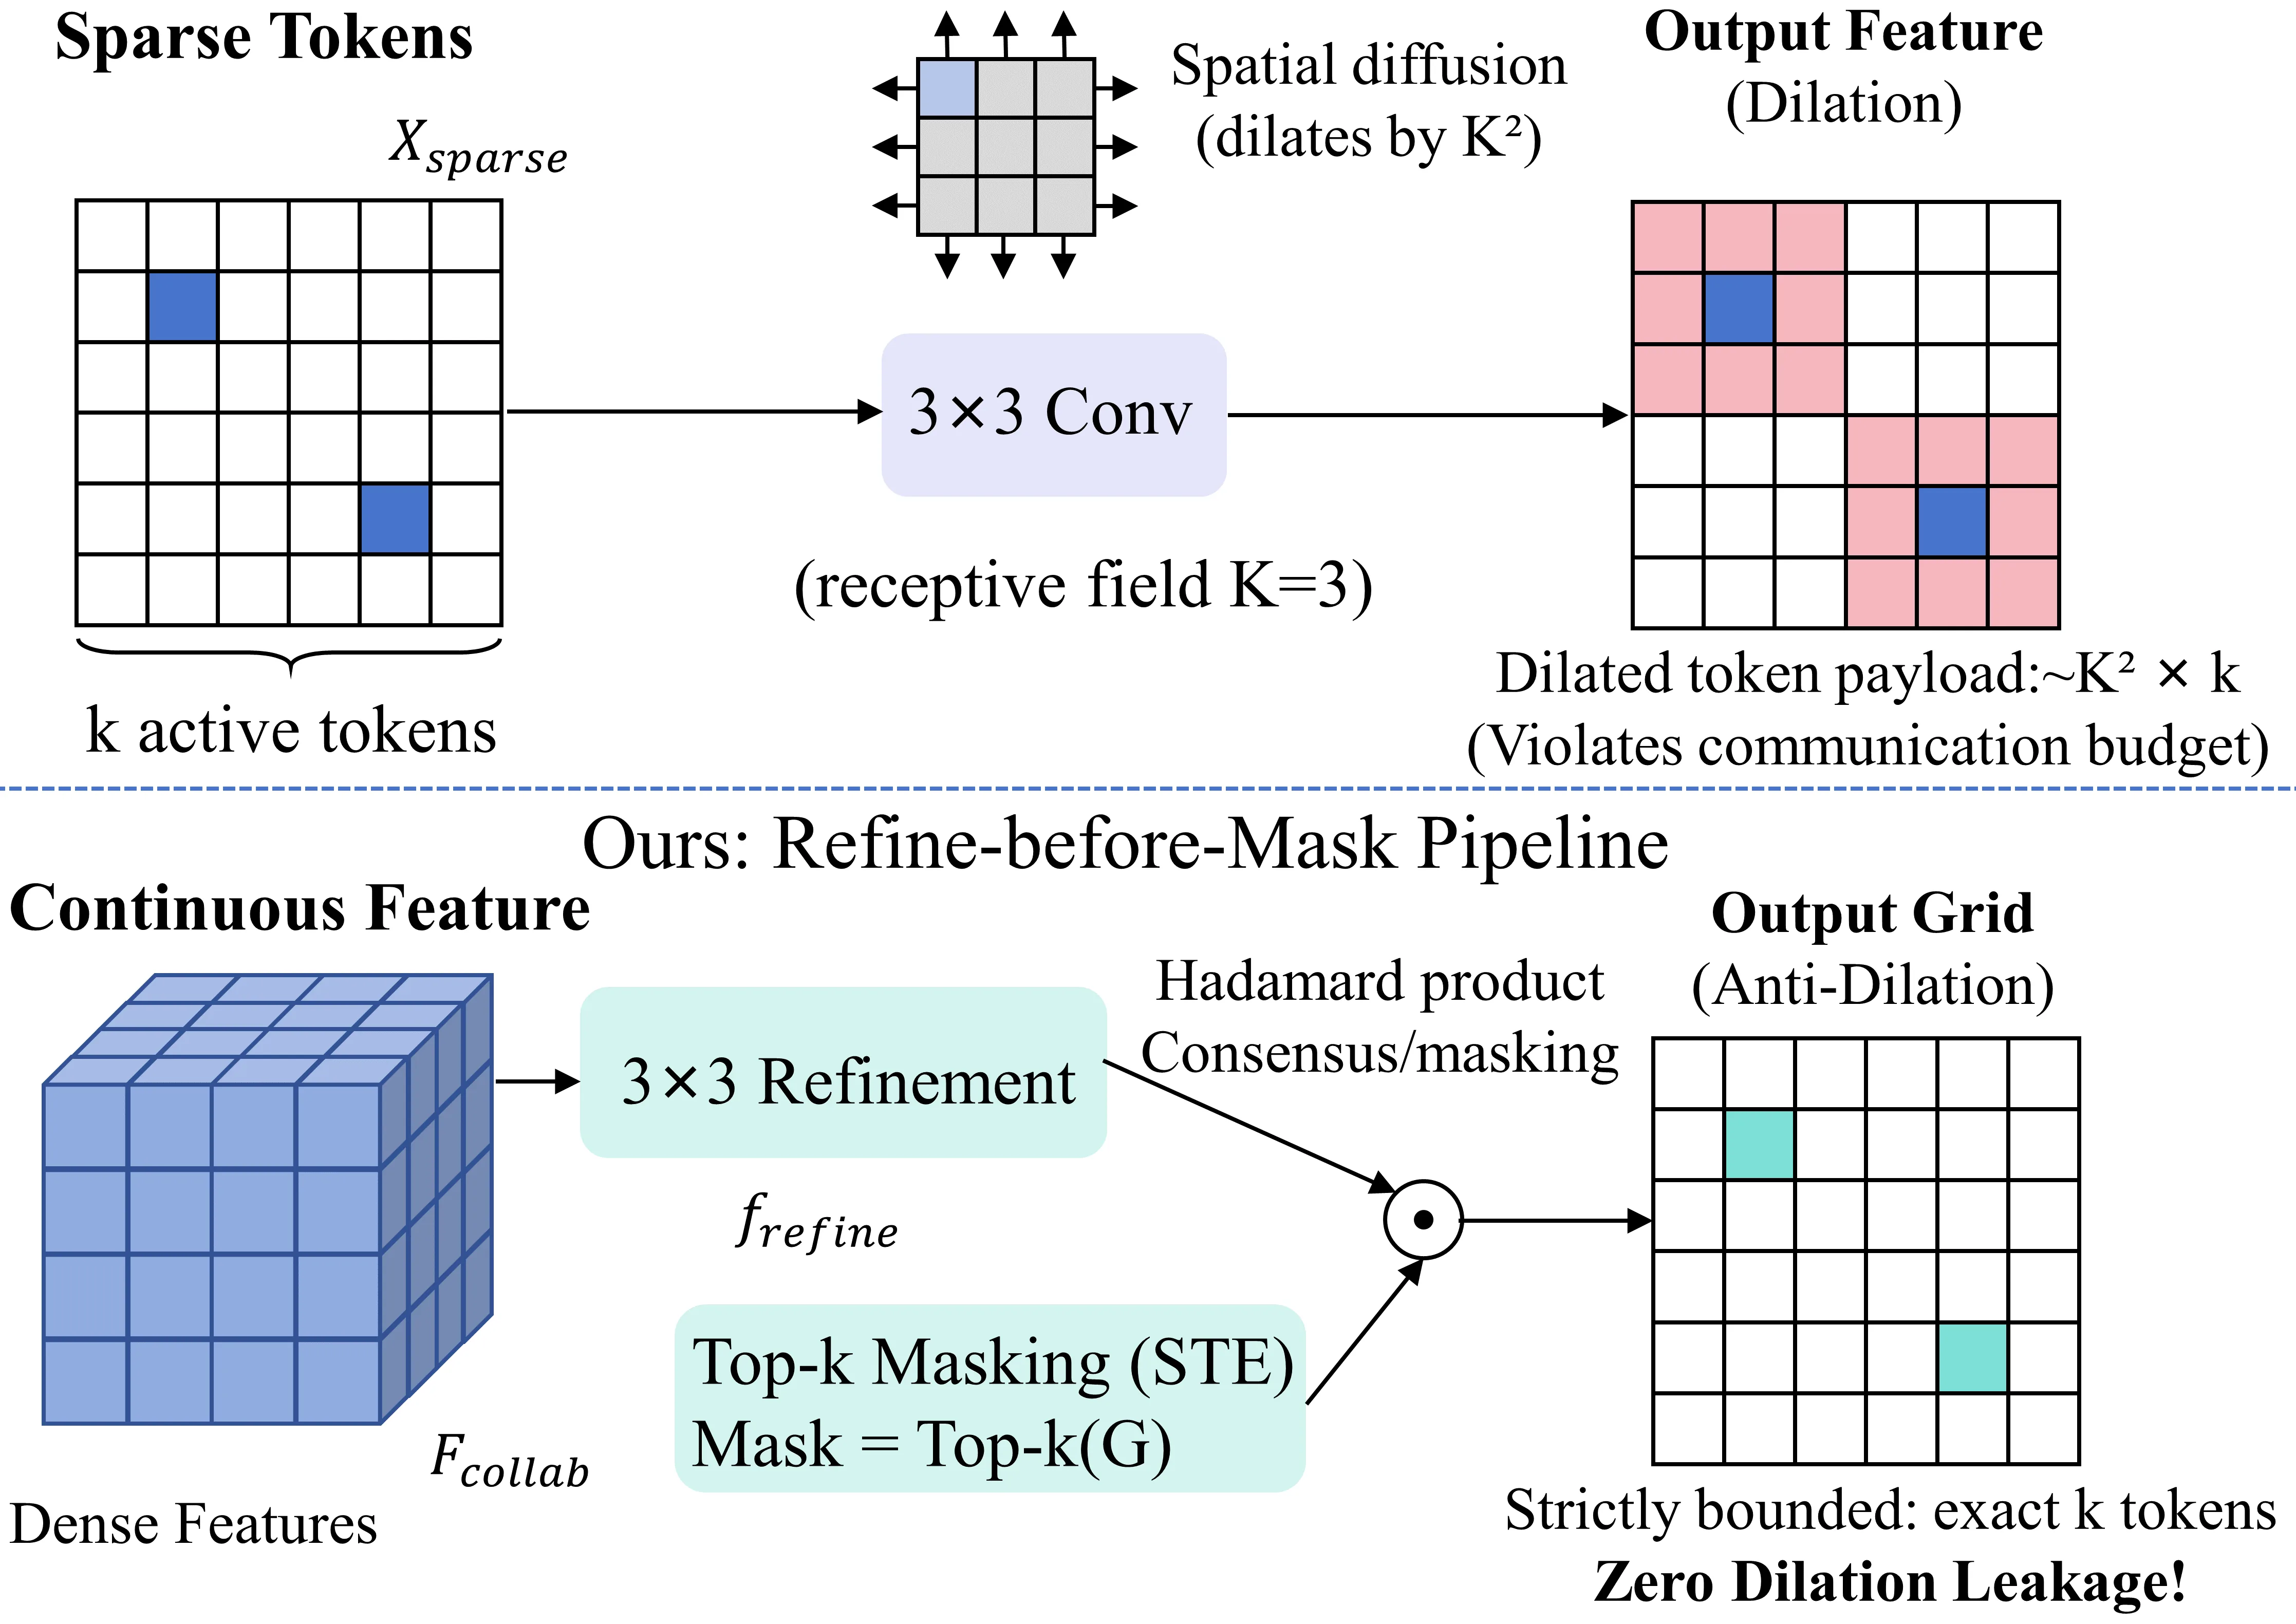 Sparse Tokens
X_sparse
k active tokens
Spatial diffusion
(dilates by K²)
3×3 Conv
(receptive field K=3)
Output Feature
(Dilation)
Dilated token payload:~K² × k
(Violates communication budget)
Ours: Refine-before-Mask Pipeline
Continuous Feature
F_collab
Dense Features
3×3 Refinement
f_refine
Top-k Masking (STE)
Mask = Top-k(G)
Hadamard product
Consensus/masking
Output Grid
(Anti-Dilation)
Strictly bounded: exact k tokens
Zero Dilation Leakage!